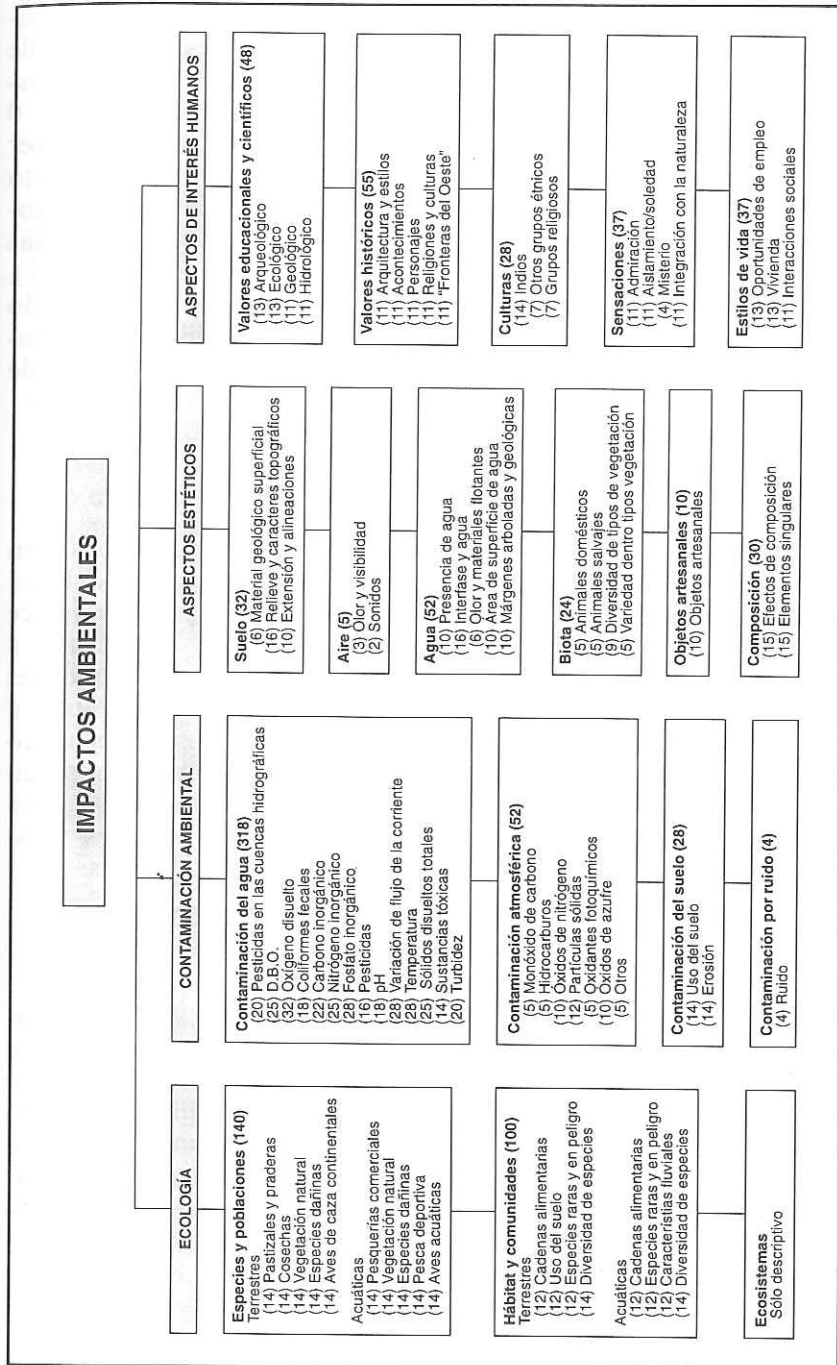 IMPACTOS AMBIENTALES
ECOLOGÍA
Especies y poblaciones (140)
Terrestres
(14) Pastizales y praderas
(14) Cosechas
(14) Vegetación natural
(14) Especies dañinas
(14) Aves de caza continentales
Acuáticas
(14) Pesquerías comerciales
(14) Vegetación natural
(14) Especies dañinas
(14) Pesca deportiva
(14) Aves acuáticas
Hábitat y comunidades (100)
Terrestres
(12) Cadenas alimentarias
(12) Uso del suelo
(12) Especies raras y en peligro
(14) Diversidad de especies
Acuáticas
(12) Cadenas alimentarias
(12) Especies raras y en peligro
(12) Característias fluviales
(14) Diversidad de especies
Ecosistemas
Sólo descriptivo
CONTAMINACIÓN AMBIENTAL
Contaminación del agua (318)
(20) Pesticidas en las cuencas hidrográficas
(25) D.B.O.
(32) Oxígeno disuelto
(18) Coliformes fecales
(22) Carbono inorgánico
(25) Nitrógeno inorgánico
(28) Fosfato inorgánico
(16) Pesticidas
(18) pH
(28) Variación de flujo de la corriente
(28) Temperatura
(25) Sólidos disueltos totales
(14) Sustancias tóxicas
(20) Turbidez
Contaminación atmosférica (52)
(5) Monóxido de carbono
(5) Hidrocarburos
(10) Óxidos de nitrógeno
(12) Partículas sólidas
(5) Oxidantes fotoquímicos
(10) Óxidos de azufre
(5) Otros
Contaminación del suelo (28)
(14) Uso del suelo
(14) Erosión
Contaminación por ruido (4)
(4) Ruido
ASPECTOS ESTÉTICOS
Suelo (32)
(6) Material geológico superficial
(16) Relieve y caracteres topográficos
(10) Extensión y alineaciones
Aire (5)
(3) Olor y visibilidad
(2) Sonidos
Agua (52)
(10) Presencia de agua
(16) Interfase y agua
(6) Olor y materiales flotantes
(10) Área de superficie de agua
(10) Márgenes arboladas y geológicas
Biota (24)
(5) Animales domésticos
(5) Animales salvajes
(9) Diversidad de tipos de vegetación
(5) Variedad dentro tipos vegetación
Objetos artesanales (10)
(10) Objetos artesanales
Composición (30)
(15) Efectos de composición
(15) Elementos singulares
ASPECTOS DE INTERÉS HUMANOS
Valores educacionales y científicos (48)
(13) Arqueológico
(13) Ecológico
(11) Geológico
(11) Hidrológico
Valores históricos (55)
(11) Arquitectura y estilos
(11) Acontecimientos
(11) Personajes
(11) Religiones y culturas
(11) "Fronteras del Oeste"
Culturas (28)
(14) Indios
(7) Otros grupos étnicos
(7) Grupos religiosos
Sensaciones (37)
(11) Admiración
(11) Aislamiento/soledad
(4) Misterio
(11) Integración con la naturaleza
Estilos de vida (37)
(13) Oportunidades de empleo
(13) Vivienda
(11) Interacciones sociales